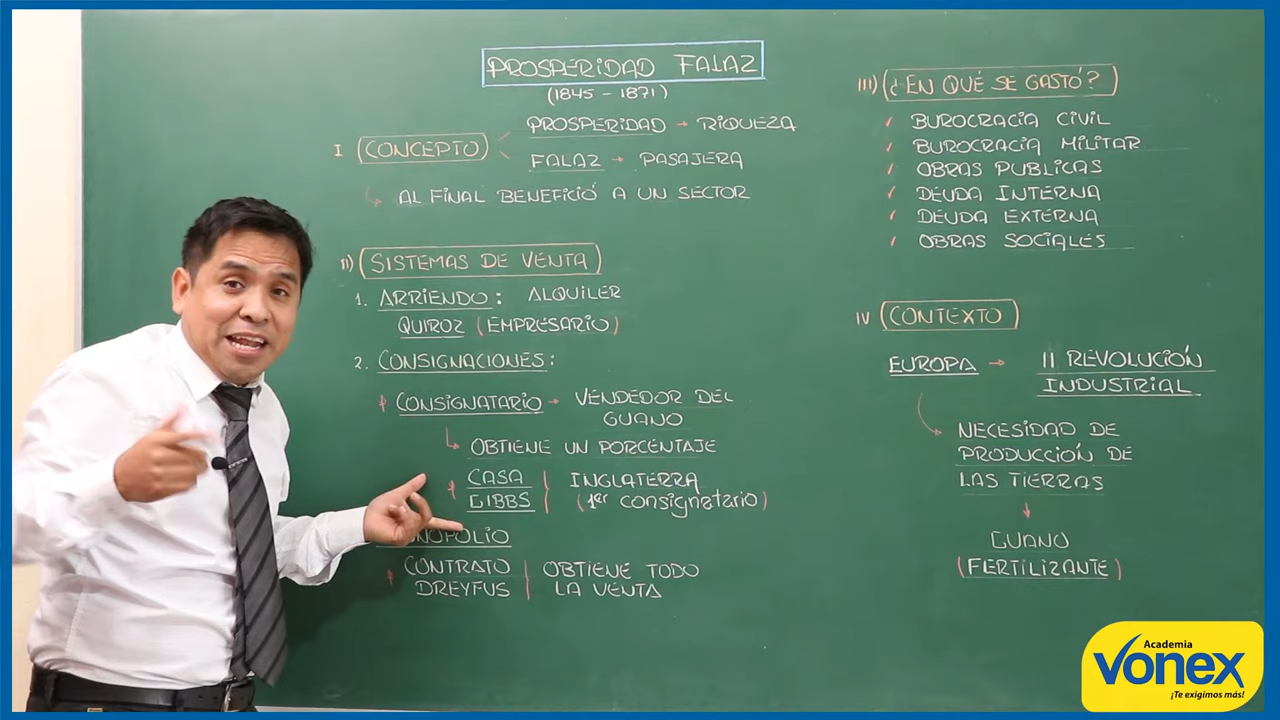 PROSPERIDAD FALAZ
(1845 - 1871)
I (CONCEPTO)
PROSPERIDAD → RIQUEZA
FALAZ → PASAJERA
AL FINAL BENEFICIÓ A UN SECTOR
II) (SISTEMAS DE VENTA)
1. ARRIENDO: ALQUILER
QUIROZ (EMPRESARIO)
2. CONSIGNACIONES:
CONSIGNATARIO → VENDEDOR DEL
GUANO
OBTIENE UN PORCENTAJE
CASA
GIBBS
INGLATERRA
(1er consignatario)
CONTRATO
DREYFUS
OBTIENE TODO
LA VENTA
III) (¿EN QUÉ SE GASTÓ?)
BUROCRACIA CIVIL
BUROCRACIA MILITAR
OBRAS PUBLICAS
DEUDA INTERNA
DEUDA EXTERNA
OBRAS SOCIALES
IV (CONTEXTO)
EUROPA → II REVOLUCIÓN
INDUSTRIAL
NECESIDAD DE
PRODUCCIÓN DE
LAS TIERRAS
GUANO
(FERTILIZANTE)
Academia
Vonex
¡Te exigimos más!